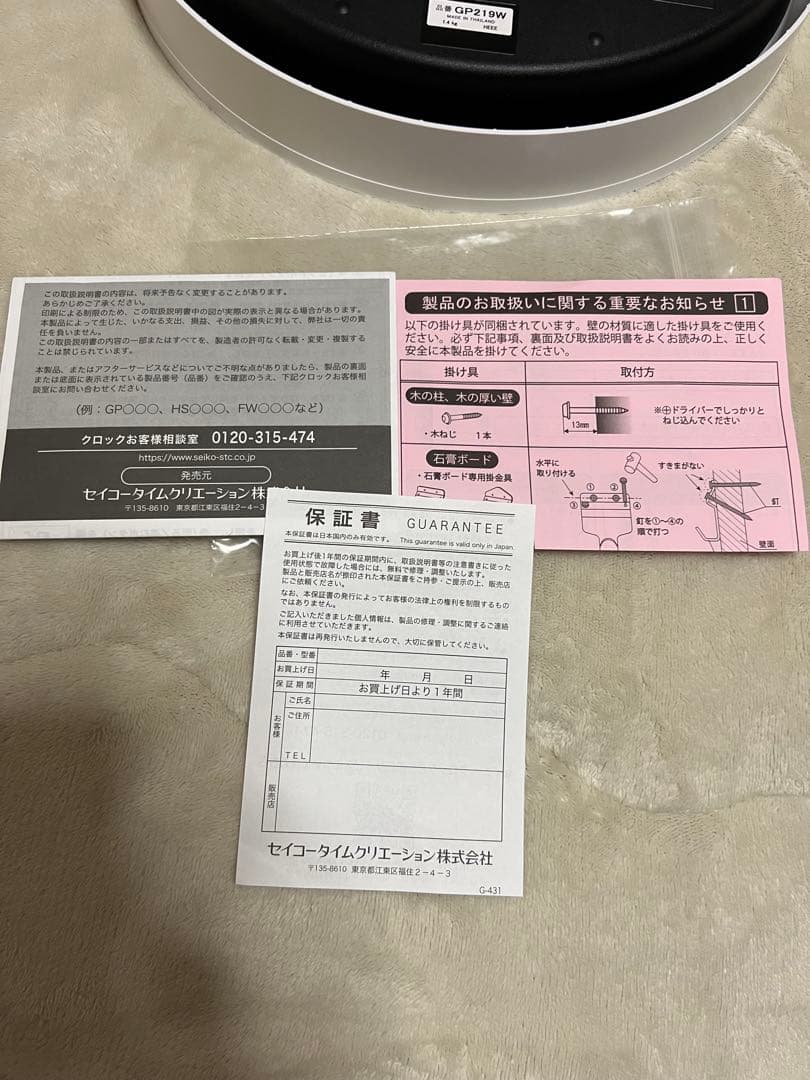 品番 GP219W
MADE IN THAILAND
1.4kg HEEE
この取扱説明書の内容は、将来予告なく変更することがあります。
あらかじめご了承ください。
印刷による制限のため、この取扱説明書中の図が実際の表示と異なる場合があります。
本製品によって生じた、いかなる支出、損益、その他の損失に対して、弊社は一切の責
任を負いません。
この取扱説明書の内容の一部またはすべてを、製造者の許可なく転載・変更・複製する
ことは禁じられています。
本製品、またはアフターサービスなどについてご不明な点がありましたら、製品の裏面
または底面に表示されている製品番号(品番)をご確認のうえ、下記クロックお客様相
談室にお問い合わせください。
(例：GP○○○、HS○○○、FW○○○など)
クロックお客様相談室 0120-315-474
https://www.seiko-stc.co.jp
発売元
セイコータイムクリエーション株式会社
〒135-8610 東京都江東区福住2-4-3
製品のお取扱いに関する重要なお知らせ 1
以下の掛け具が同梱されています。壁の材質に適した掛け具をご使用く
ださい。必ず下記事項、裏面及び取扱説明書をよくお読みの上、正しく
安全に本製品を掛けてください。
掛け具 取付方
木の柱、木の厚い壁
・木ねじ 1本
13mm
※⊕ドライバーでしっかりと
ねじ込んでください
石膏ボード
・石膏ボード専用掛金具
水平に
取り付ける
すきまがない
① ②
③ ④
釘を①〜④の
順で打つ
釘
壁面
保証書 GUARANTEE
本保証書は日本国内のみ有効です。 This guarantee is valid only in Japan.
お買上げ後1年間の保証期間内に、取扱説明書等の注意書きに従った
使用状態で故障した場合には、無料で修理・調整いたします。
製品と販売店名が捺印された本保証書をご持参・ご提示の上、販売店
にご依頼ください。
なお、本保証書の発行によってお客様の法律上の権利を制限するもの
ではありません。
ご記入いただきました個人情報は、製品の修理・調整に関するご連絡
に利用させていただきます。
本保証書は再発行いたしませんので、大切に保管してください。
品番・型番
お買上げ日 年 月 日
保証期間 お買上げ日より1年間
お客様
ご氏名
ご住所
TEL
販売店
セイコータイムクリエーション株式会社
〒135-8610 東京都江東区福住2-4-3
G-431